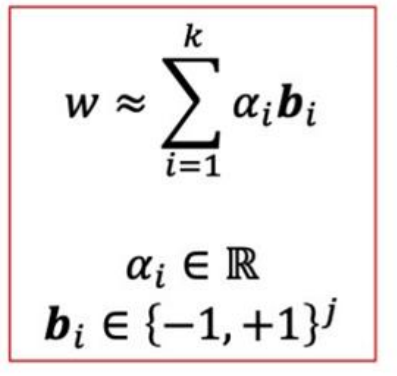 w ≈ ∑_{i=1}^{k} α_i b_i
α_i ∈ ℝ
b_i ∈ {−1, +1}^j